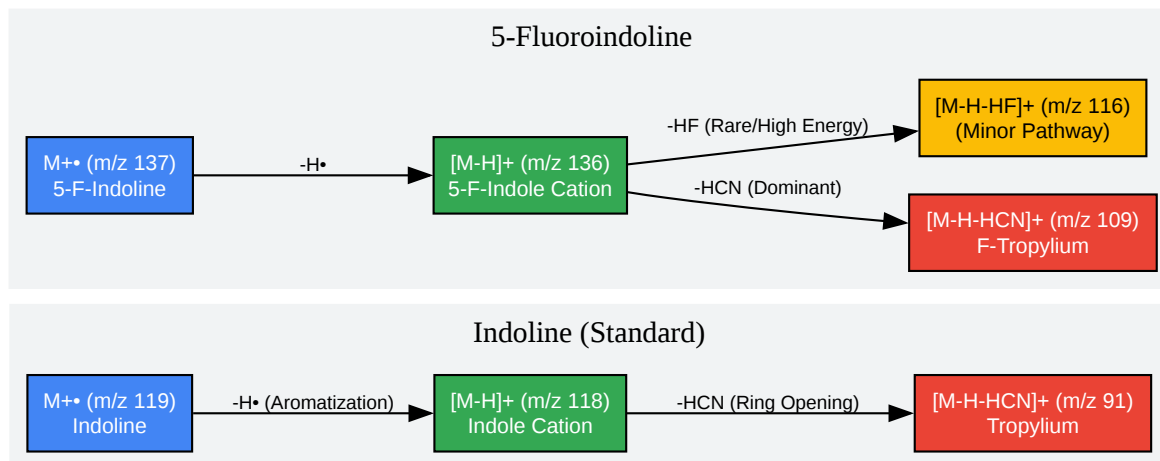 5-Fluoroindoline
M+• (m/z 137)
5-F-Indoline
-H•
[M-H]+ (m/z 136)
5-F-Indole Cation
-HF (Rare/High Energy)
[M-H-HF]+ (m/z 116)
(Minor Pathway)
-HCN (Dominant)
[M-H-HCN]+ (m/z 109)
F-Tropylium
Indoline (Standard)
M+• (m/z 119)
Indoline
-H• (Aromatization)
[M-H]+ (m/z 118)
Indole Cation
-HCN (Ring Opening)
[M-H-HCN]+ (m/z 91)
Tropylium